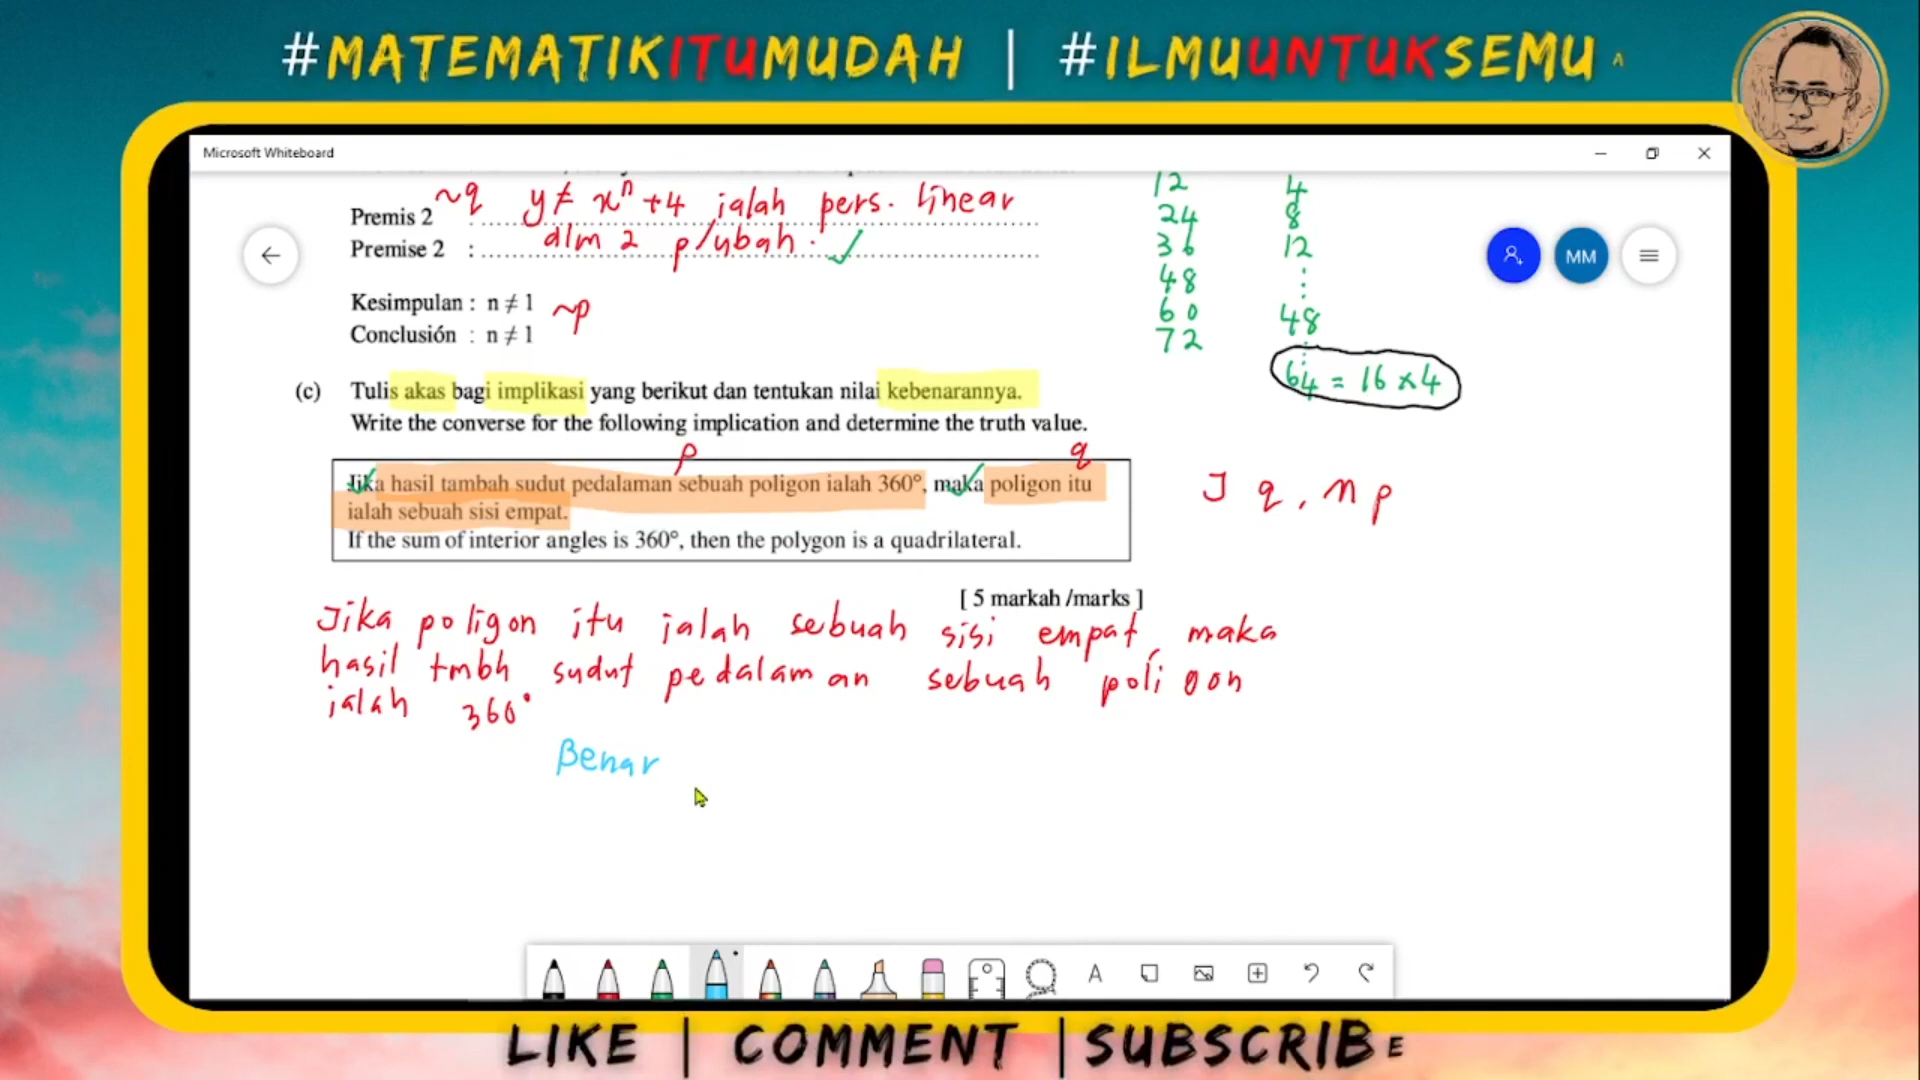 #MATEMATIKITUMUDAH | #ILMUUNTUKSEMUA
Microsoft Whiteboard
Premis 2 ~q y ≠ xⁿ + 4 ialah pers. linear
Premise 2 : dlm 2 p/ubah. ✓
Kesimpulan : n ≠ 1 ~p
Conclusión : n ≠ 1
12 4
24 8
36 12
48 ⋮
60 48
72 ⋮
64 = 16 × 4
MM
(c) Tulis akas bagi implikasi yang berikut dan tentukan nilai kebenarannya.
Write the converse for the following implication and determine the truth value.
p q
Jika hasil tambah sudut pedalaman sebuah poligon ialah 360°, maka poligon itu
ialah sebuah sisi empat.
If the sum of interior angles is 360°, then the polygon is a quadrilateral.
J q, m p
[ 5 markah /marks ]
Jika poligon itu ialah sebuah sisi empat, maka
hasil tmbh sudut pedalaman sebuah poligon
ialah 360°
Benar
A
LIKE | COMMENT | SUBSCRIBE